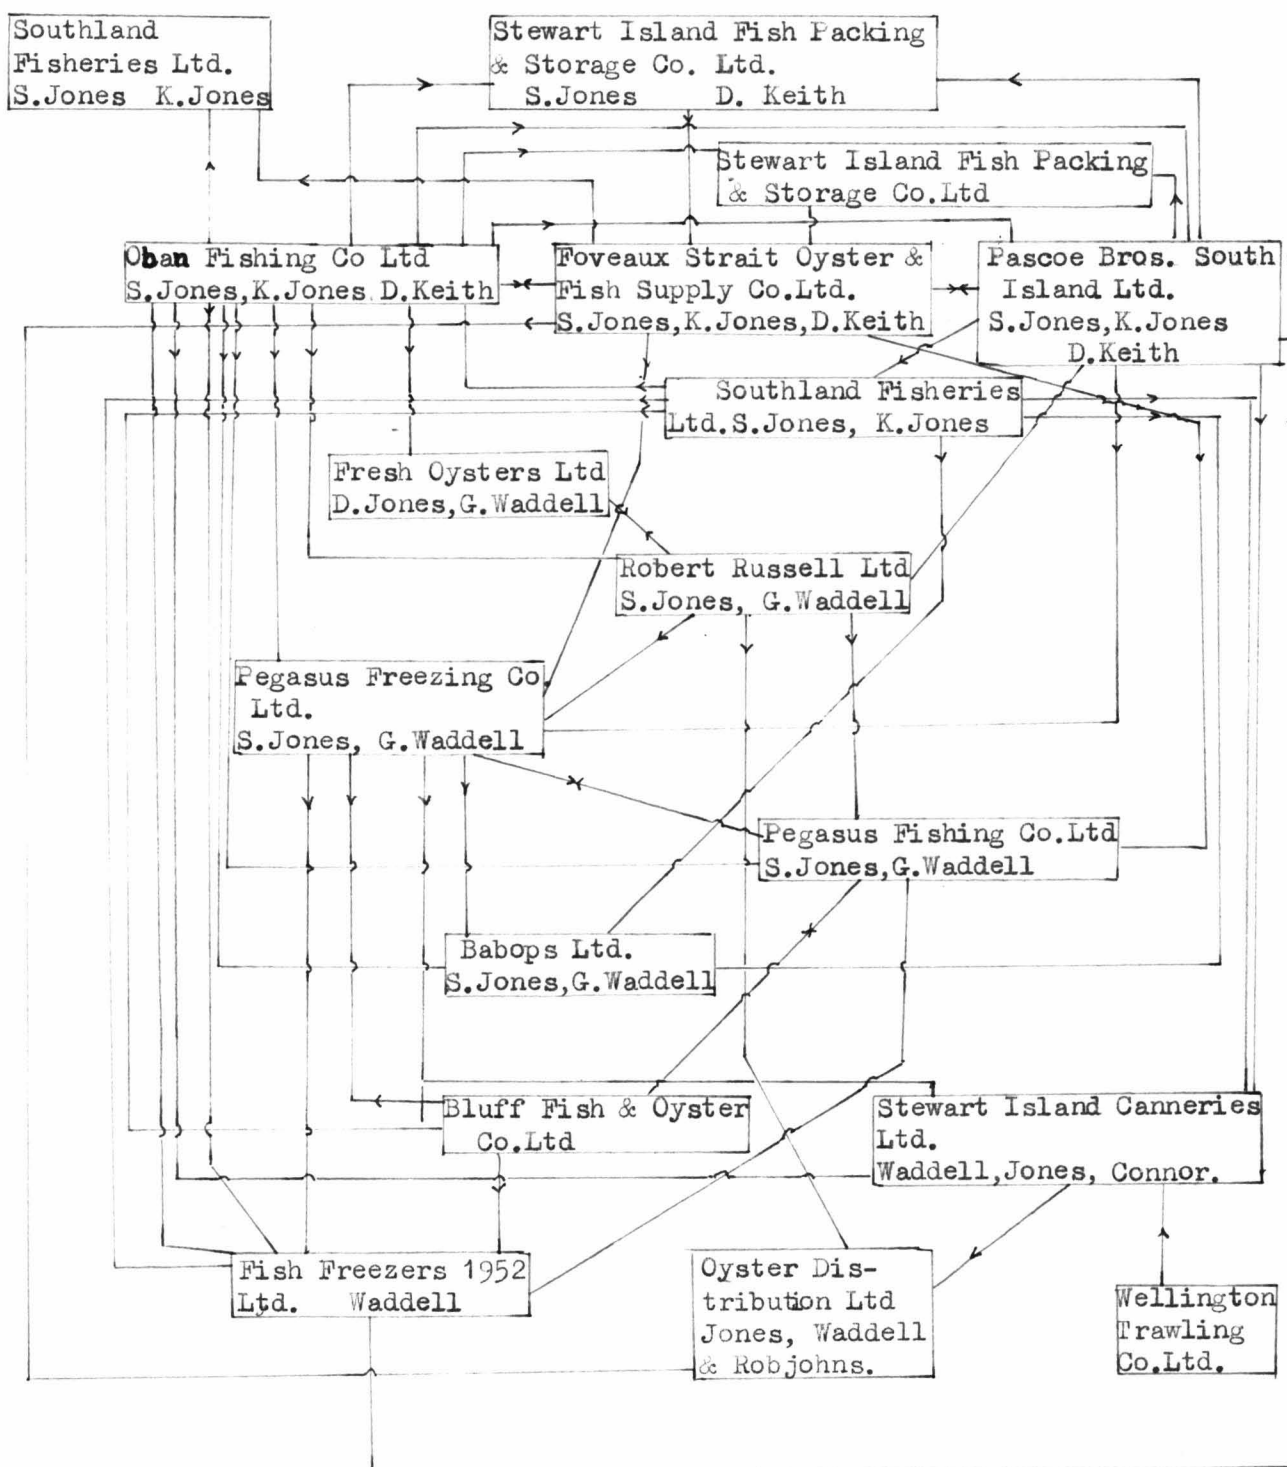 Southland
Fisheries Ltd.
S.Jones K.Jones
Stewart Island Fish Packing
& Storage Co. Ltd.
S.Jones D. Keith
Stewart Island Fish Packing
& Storage Co.Ltd
Oban Fishing Co Ltd
S.Jones,K.Jones D.Keith
Foveaux Strait Oyster &
Fish Supply Co.Ltd.
S.Jones,K.Jones,D.Keith
Pascoe Bros. South
Island Ltd.
S.Jones,K.Jones
D.Keith
Southland Fisheries
Ltd.S.Jones, K.Jones
Fresh Oysters Ltd
D.Jones,G.Waddell
Robert Russell Ltd
S.Jones, G.Waddell
Pegasus Freezing Co.
Ltd.
S.Jones, G.Waddell
Pegasus Fishing Co.Ltd
S.Jones,G.Waddell
Babops Ltd.
S.Jones,G.Waddell
Bluff Fish & Oyster
Co.Ltd
Stewart Island Canneries
Ltd.
Waddell,Jones, Connor.
Fish Freezers 1952
Ltd. Waddell
Oyster Dis-
tribution Ltd
Jones, Waddell
& Robjohns.
Wellington
Trawling
Co.Ltd.